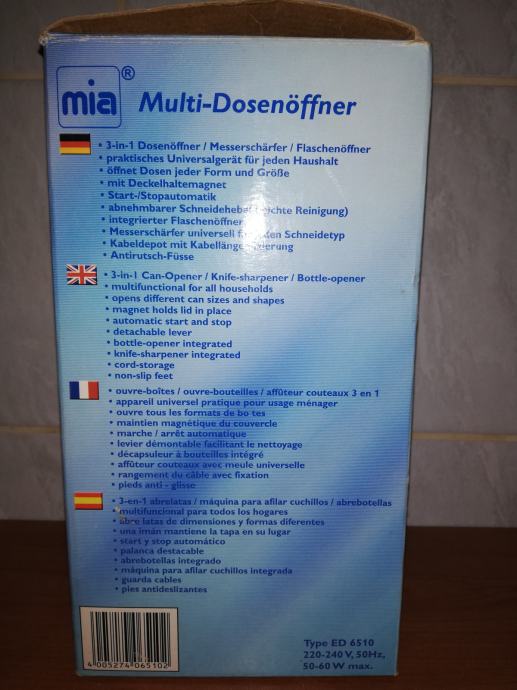 mia ® Multi-Dosenöffner
• 3-in-1 Dosenöffner / Messerschärfer / Flaschenöffner
• praktisches Universalgerät für jeden Haushalt
• öffnet Dosen jeder Form und Größe
• mit Deckelhaltemagnet
• Start-/Stopautomatik
• abnehmbarer Schneidehebel Reinigung)
• integrierter Flaschenöffner
• Messerschärfer universell Schneidetyp
• Kabeldepot mit
• Antirutsch-Füsse
• 3-in-1 Can-Opener / Knife-sharpener / Bottle-opener
• multifunctional for all households
• opens different can sizes and shapes
• magnet holds lid in place
• automatic start and stop
• detachable lever
• bottle-opener integrated
• knife-sharpener integrated
• cord-storage
• non-slip feet
• ouvre-boîtes / ouvre-bouteilles / affûteur couteaux 3 en 1
• appareil universel pratique pour usage ménager
• ouvre tous les formats de bo tes
• maintien magnétique du couvercle
• marche / arrêt automatique
• levier démontable facilitant le nettoyage
• décapsuleur à bouteilles intégré
• affûteur couteaux avec meule universelle
• rangement du câble avec fixation
• pieds anti - glisse
• 3-en-1 abrelatas / máquina para afilar cuchillos / abrebotellas
• multifuncional para todos los hogares
• abre latas de dimensiones y formas diferentes
• una imán mantiene la tapa en su lugar
• start y stop automático
• palanca destacable
• abrebotellas integrado
• máquina para afilar cuchillos integrada
• guarda cables
• pies antideslizantes
Type ED 6510
220-240 V, 50Hz,
50-60 W max.
4 005274 065102